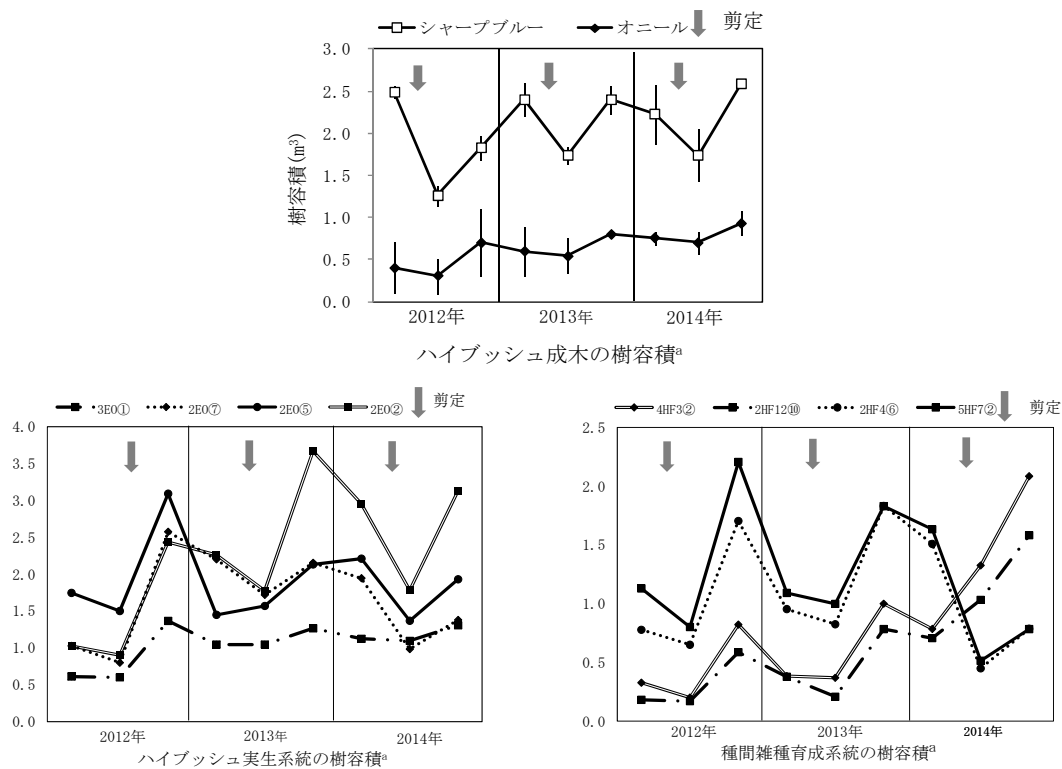 シャープブルー オニール 剪定
3.0
2.5
2.0
1.5
1.0
0.5
0.0
樹容積(㎥)
2012年 2013年 2014年
ハイブッシュ成木の樹容積a
3E0① 2E0⑦ 2E0⑤ 2E0② 剪定
4.0
3.5
3.0
2.5
2.0
1.5
1.0
0.5
0.0
2012年 2013年 2014年
ハイブッシュ実生系統の樹容積a
4HF3② 2HF12⑩ 2HF4⑥ 5HF7② 剪定
2.5
2.0
1.5
1.0
0.5
0.0
2012年 2013年 2014年
種間雑種育成系統の樹容積a